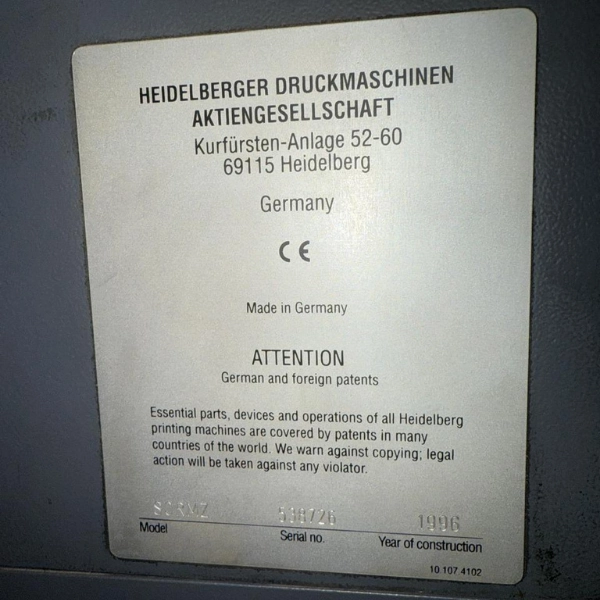 HEIDELBERGER DRUCKMASCHINEN
AKTIENGESELLSCHAFT
Kurfürsten-Anlage 52-60
69115 Heidelberg
Germany
CE
Made in Germany
ATTENTION
German and foreign patents
Essential parts, devices and operations of all Heidelberg
printing machines are covered by patents in many
countries of the world. We warn against copying; legal
action will be taken against any violator.
538726 1996
Model Serial no. Year of construction
10.107.4102